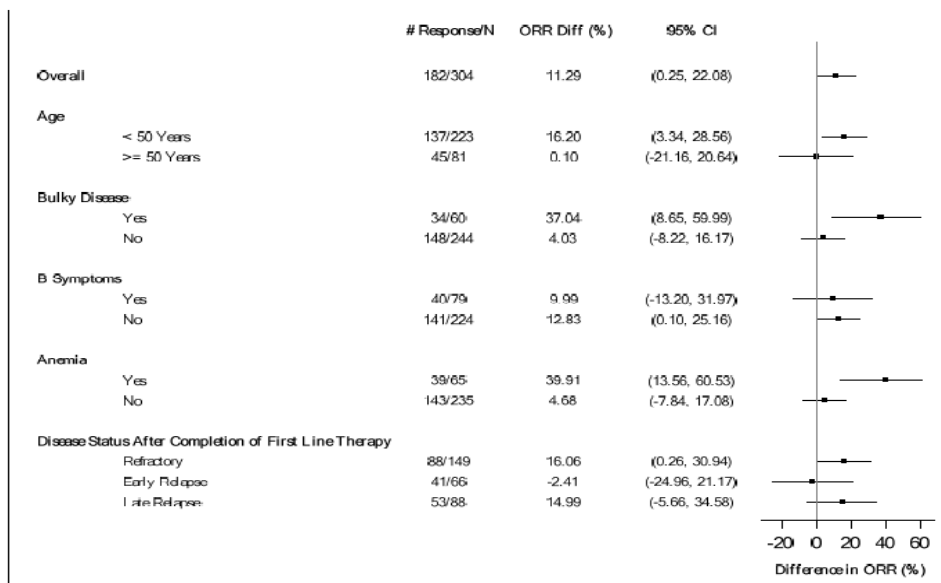 # Response/N ORR Diff (%) 95% CI
Overall 182/304 11.29 (0.25, 22.08)
Age
< 50 Years 137/223 16.20 (3.34, 28.56)
>= 50 Years 45/81 0.10 (-21.16, 20.64)
Bulky Disease
Yes 34/60 37.04 (8.65, 59.99)
No 148/244 4.03 (-8.22, 16.17)
B Symptoms
Yes 40/79 9.99 (-13.20, 31.97)
No 141/224 12.83 (0.10, 25.16)
Anemia
Yes 39/65 39.91 (13.56, 60.53)
No 143/235 4.68 (-7.84, 17.08)
Disease Status After Completion of First Line Therapy
Refractory 88/149 16.06 (0.26, 30.94)
Early Relapse 41/66 -2.41 (-24.96, 21.17)
Late Relapse 53/88 14.99 (-5.66, 34.58)
-20 0 20 40 60
Difference in ORR (%)